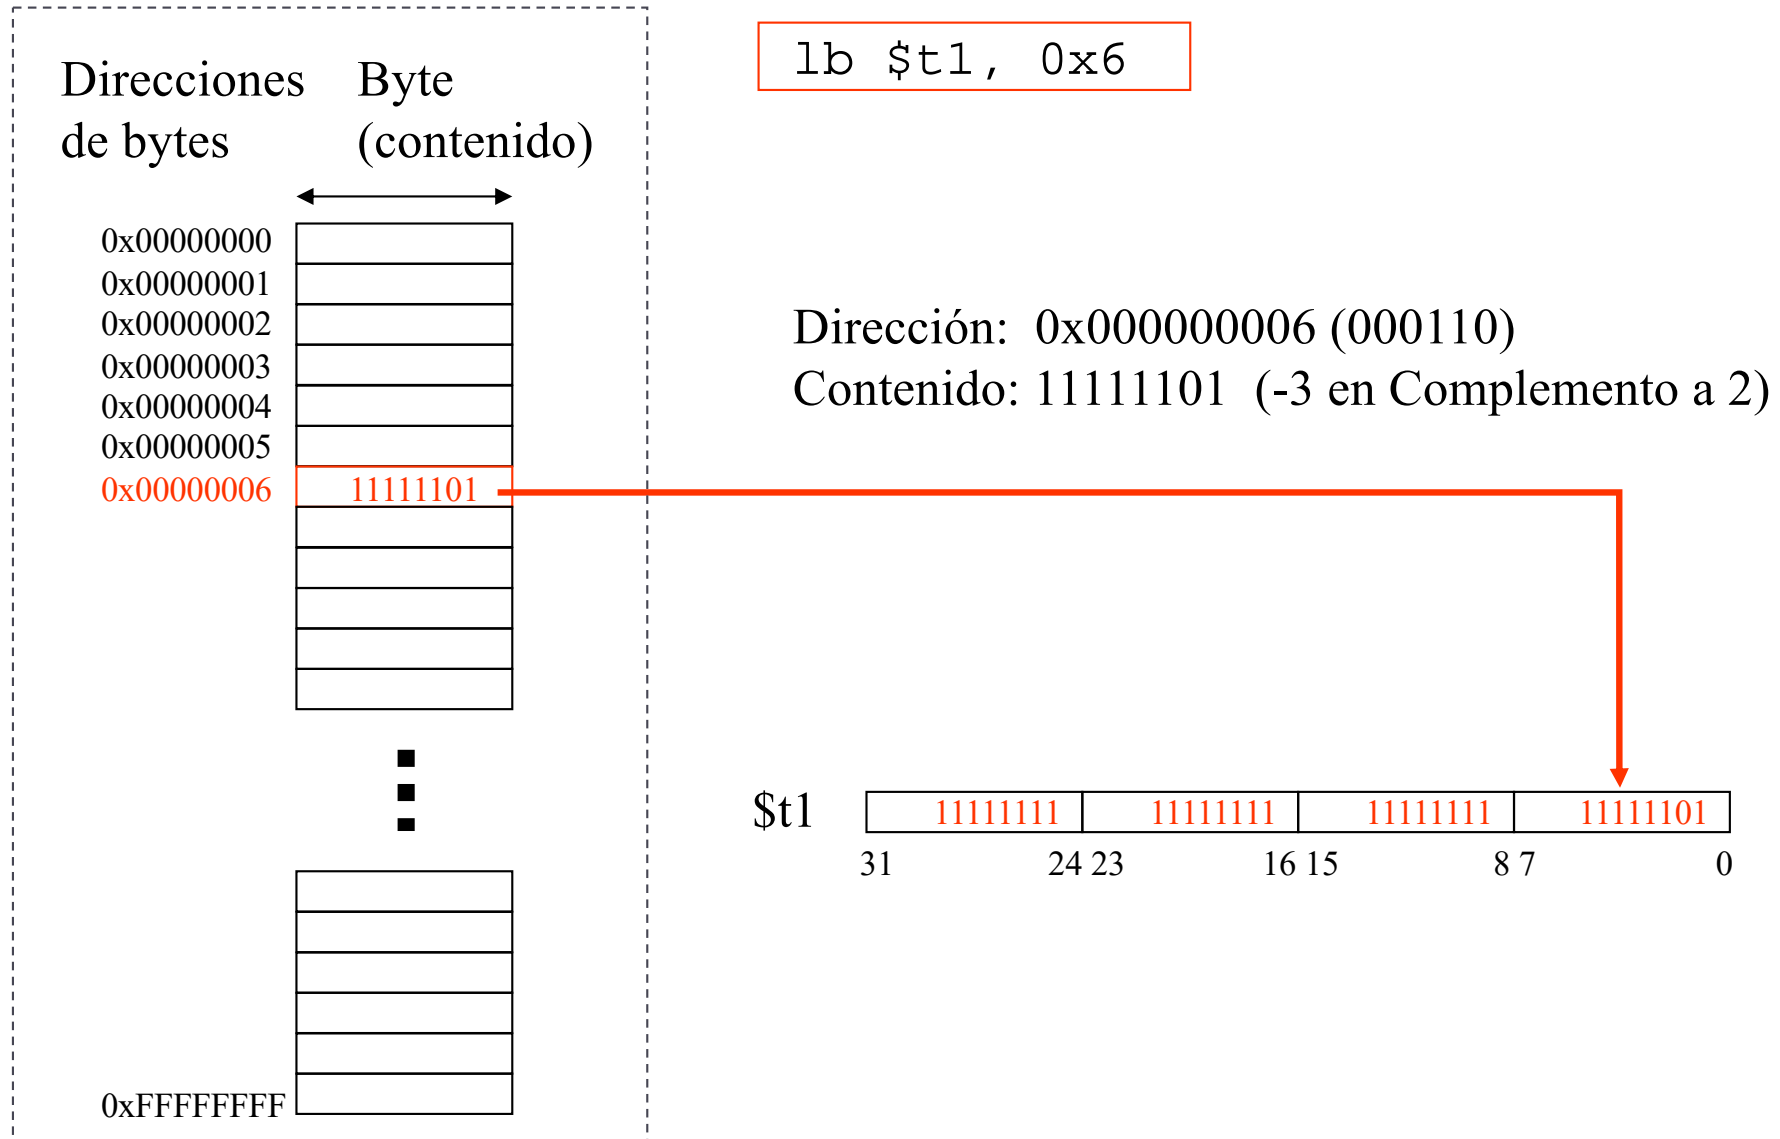 lb $t1, 0x6
Direcciones Byte
de bytes (contenido)
0x00000000
0x00000001
0x00000002
0x00000003
0x00000004
0x00000005
0x00000006 11111101
Dirección: 0x000000006 (000110)
Contenido: 11111101 (-3 en Complemento a 2)
$t1 11111111 11111111 11111111 11111101
31 24 23 16 15 8 7 0
0xFFFFFFFF